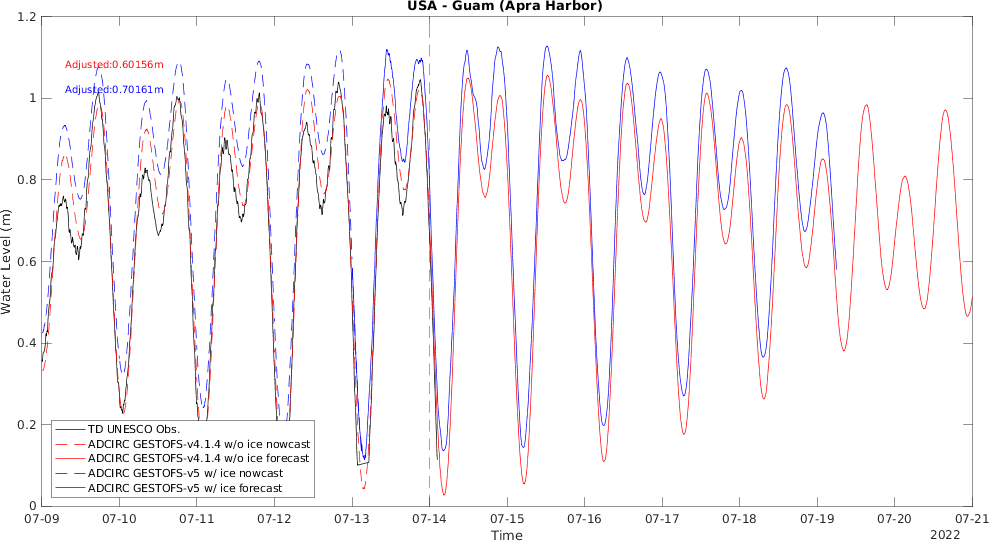 USA - Guam (Apra Harbor)
Adjusted:0.60156m
Adjusted:0.70161m
Water Level (m)
1.2
1
0.8
0.6
0.4
0.2
0
TD UNESCO Obs.
ADCIRC GESTOFS-v4.1.4 w/o ice nowcast
ADCIRC GESTOFS-v4.1.4 w/o ice forecast
ADCIRC GESTOFS-v5 w/ ice nowcast
ADCIRC GESTOFS-v5 w/ ice forecast
07-09 07-10 07-11 07-12 07-13 07-14 07-15 07-16 07-17 07-18 07-19 07-20 07-21
Time
2022